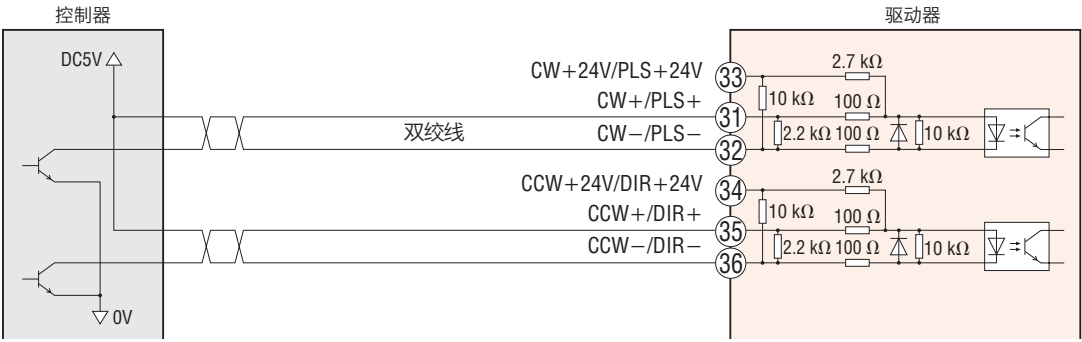 控制器
驱动器
DC5V
CW+24V/PLS+24V
33
2.7 kΩ
10 kΩ
CW+/PLS+
31
100 Ω
双绞线
CW−/PLS−
32
2.2 kΩ
100 Ω
10 kΩ
CCW+24V/DIR+24V
34
2.7 kΩ
10 kΩ
CCW+/DIR+
35
100 Ω
CCW−/DIR−
36
2.2 kΩ
100 Ω
10 kΩ
0V